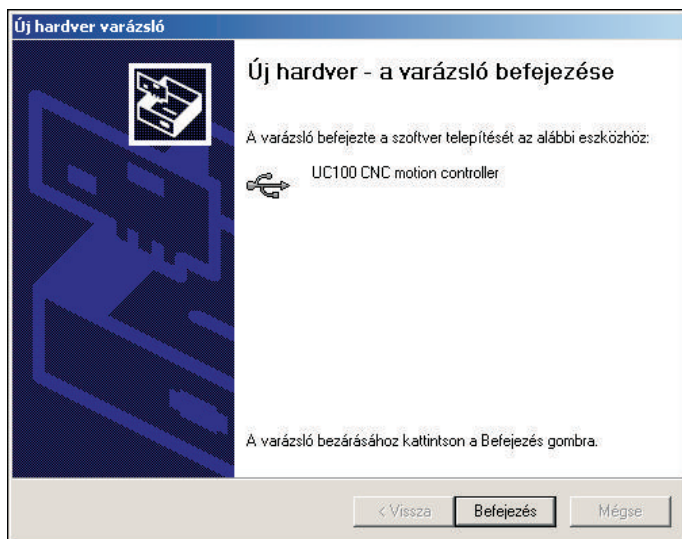 Új hardver varázsló
Új hardver - a varázsló befejezése
A varázsló befejezte a szoftver telepítését az alábbi eszközhöz:
UC100 CNC motion controller
A varázsló bezárásához kattintson a Befejezés gombra.
< Vissza
Befejezés
Mégse